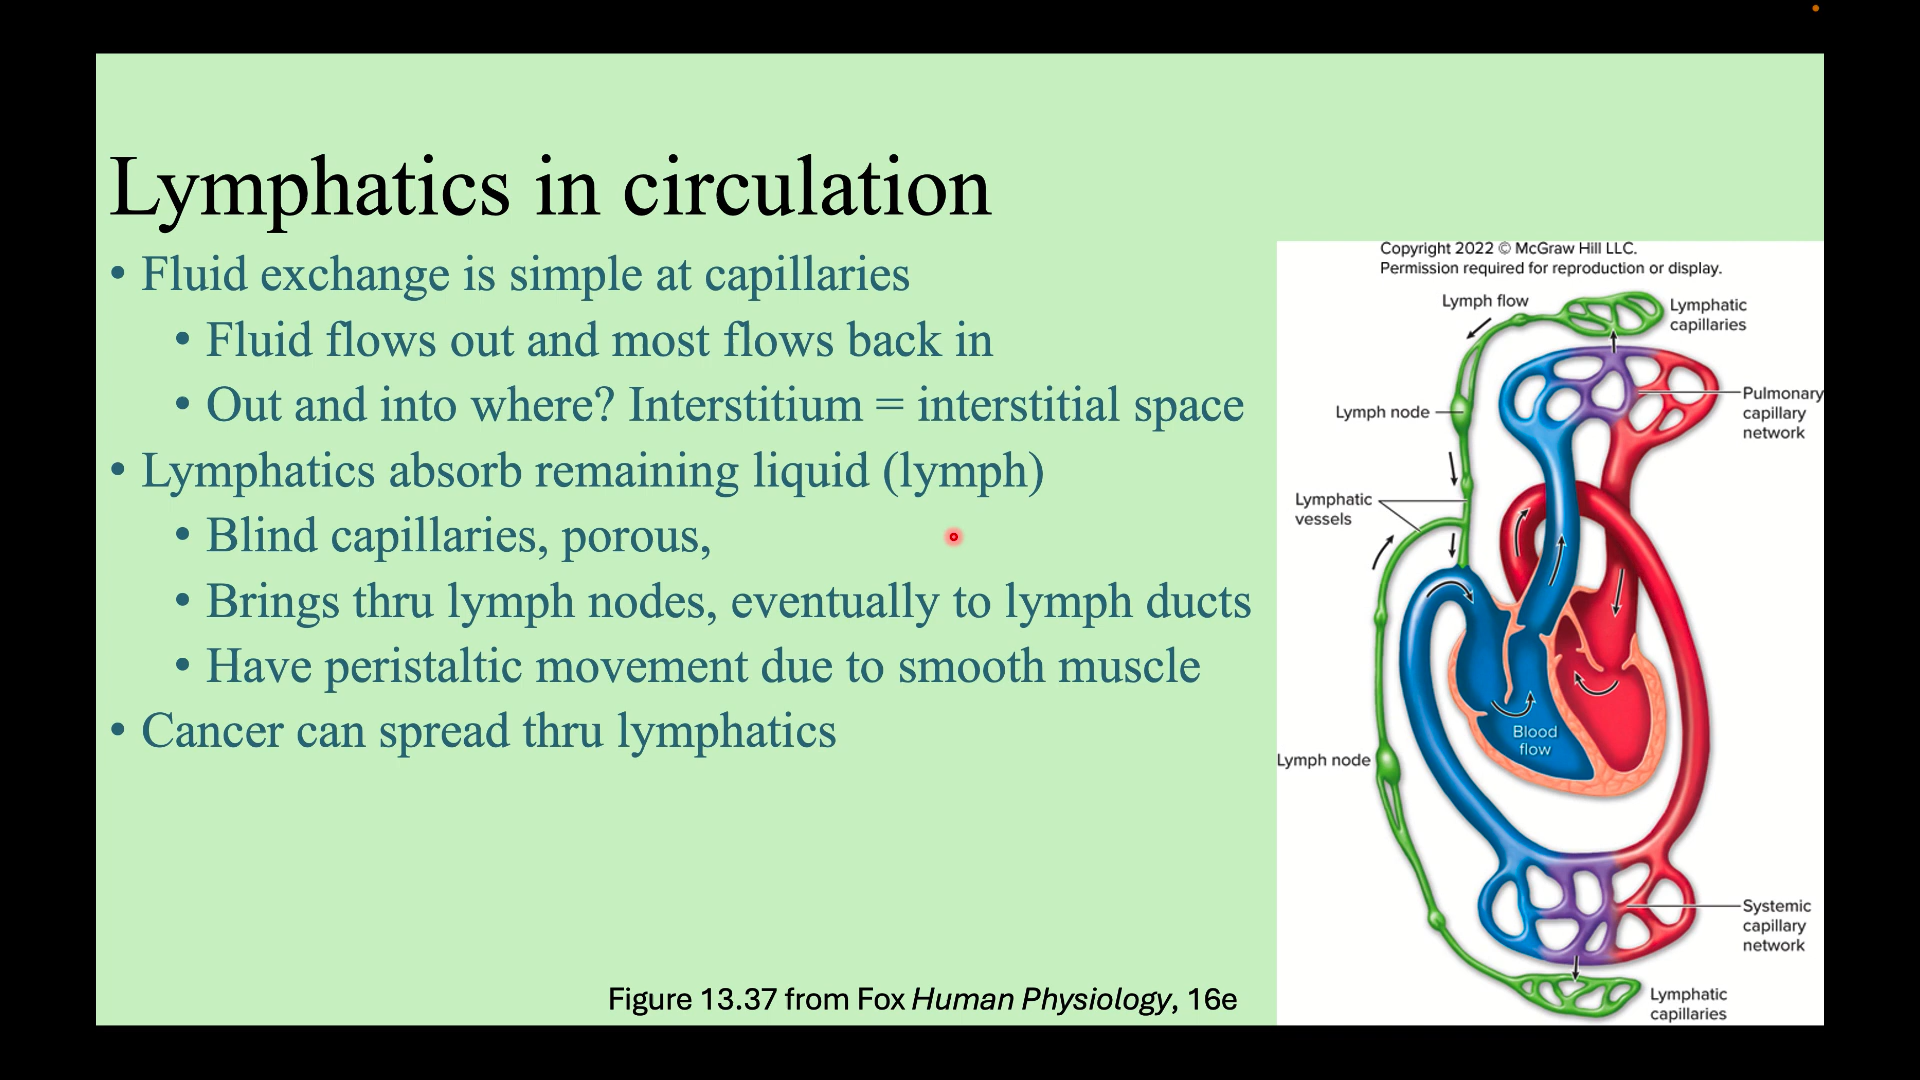 Lymphatics in circulation
• Fluid exchange is simple at capillaries
• Fluid flows out and most flows back in
• Out and into where? Interstitium = interstitial space
• Lymphatics absorb remaining liquid (lymph)
• Blind capillaries, porous,
• Brings thru lymph nodes, eventually to lymph ducts
• Have peristaltic movement due to smooth muscle
• Cancer can spread thru lymphatics
Figure 13.37 from Fox Human Physiology, 16e
Copyright 2022 © McGraw Hill LLC.
Permission required for reproduction or display.
Lymph flow
Lymphatic
capillaries
Pulmonary
capillary
network
Lymph node
Lymphatic
vessels
Blood
flow
Lymph node
Systemic
capillary
network
Lymphatic
capillaries